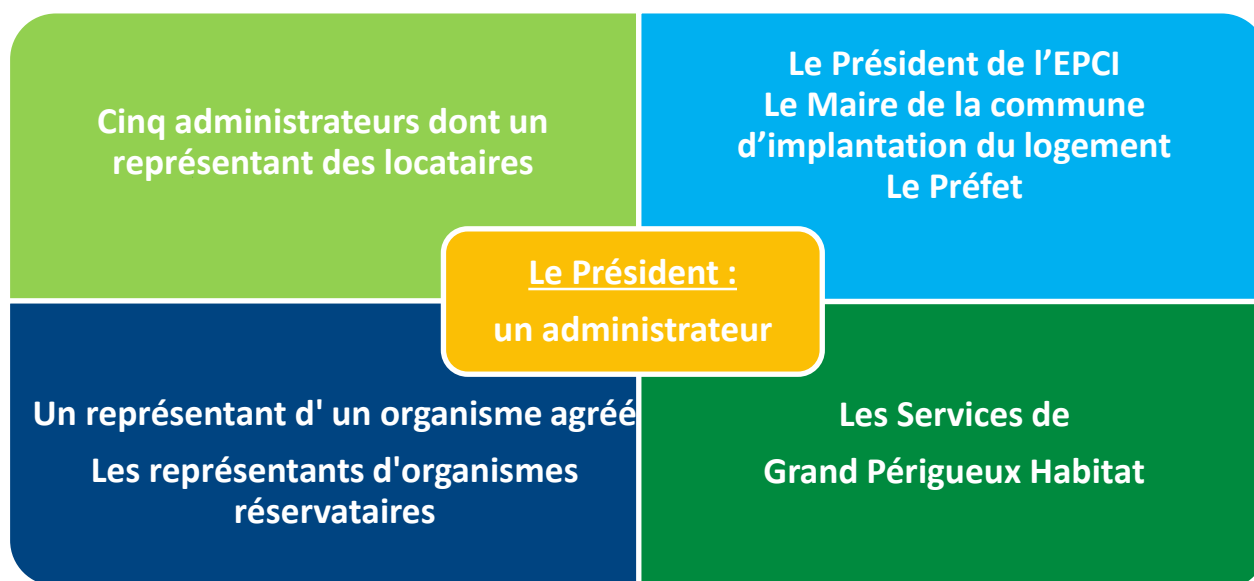 Cinq administrateurs dont un
représentant des locataires
Le Président de l’EPCI
Le Maire de la commune
d’implantation du logement
Le Préfet
Le Président :
un administrateur
Un représentant d' un organisme agréé
Les représentants d'organismes
réservataires
Les Services de
Grand Périgueux Habitat